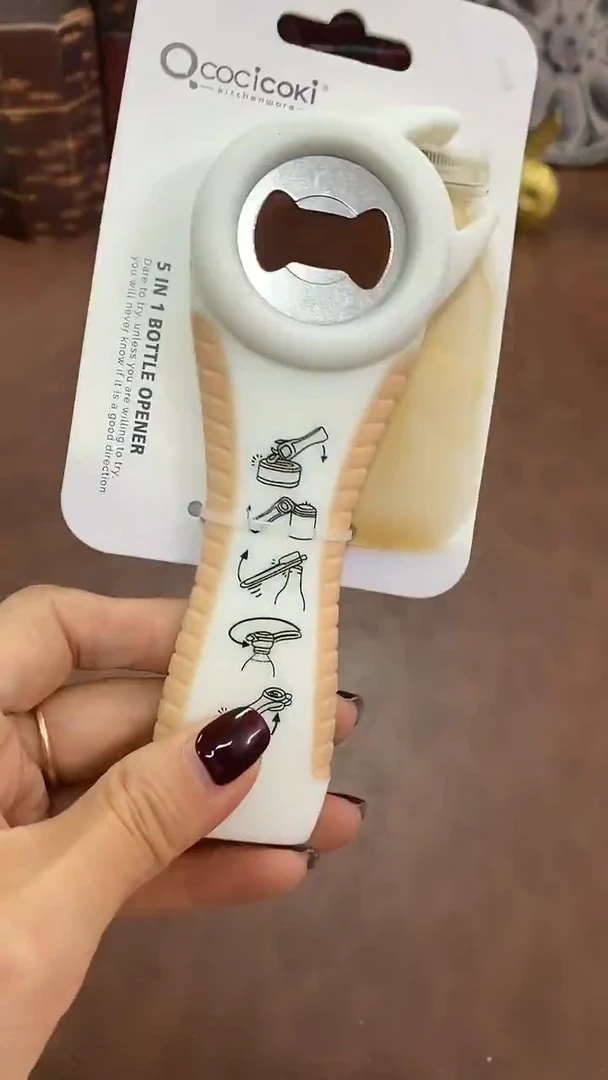 cocicoki®
kitchenware
5 IN 1 BOTTLE OPENER
Dare to try, unless you are willing to try.
you will never know if it is a good direction